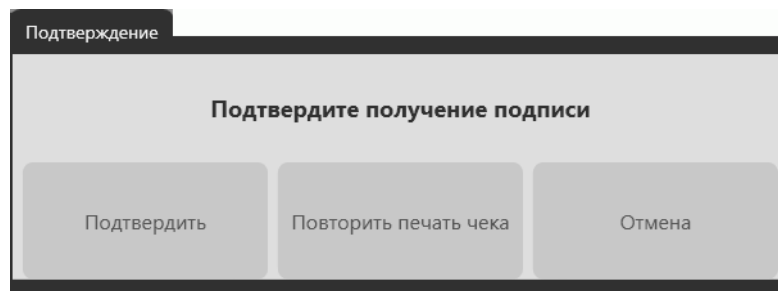 Подтверждение
Подтвердите получение подписи
Подтвердить
Повторить печать чека
Отмена